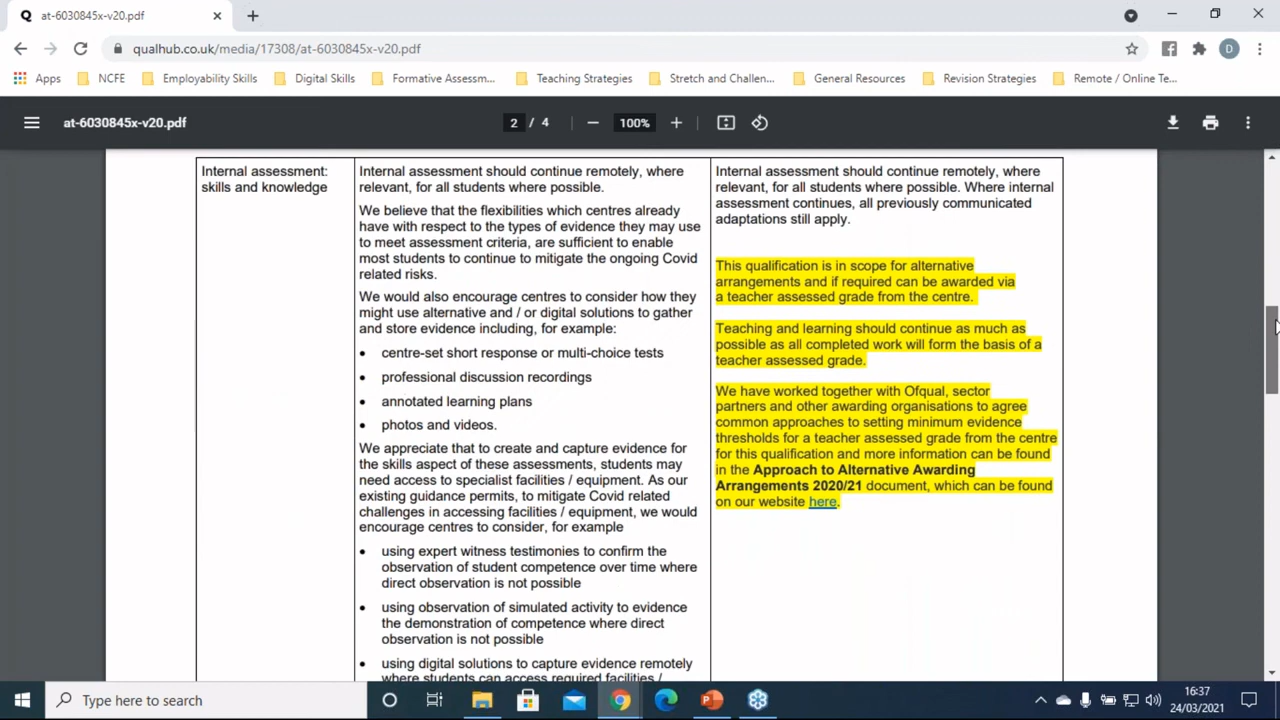 at-6030845x-v20.pdf
qualhub.co.uk/media/17308/at-6030845x-v20.pdf
D
Apps
NCFE
Employability Skills
Digital Skills
Formative Assessm...
Teaching Strategies
Stretch and Challen...
General Resources
Revision Strategies
Remote / Online Te...
at-6030845x-v20.pdf
2 / 4
100%
Internal assessment:
skills and knowledge
Internal assessment should continue remotely, where
relevant, for all students where possible.
We believe that the flexibilities which centres already
have with respect to the types of evidence they may use
to meet assessment criteria, are sufficient to enable
most students to continue to mitigate the ongoing Covid
related risks.
We would also encourage centres to consider how they
might use alternative and / or digital solutions to gather
and store evidence including, for example:
• centre-set short response or multi-choice tests
• professional discussion recordings
• annotated learning plans
• photos and videos.
We appreciate that to create and capture evidence for
the skills aspect of these assessments, students may
need access to specialist facilities / equipment. As our
existing guidance permits, to mitigate Covid related
challenges in accessing facilities / equipment, we would
encourage centres to consider, for example
• using expert witness testimonies to confirm the
observation of student competence over time where
direct observation is not possible
• using observation of simulated activity to evidence
the demonstration of competence where direct
observation is not possible
• using digital solutions to capture evidence remotely
where students can access required facilities /
Internal assessment should continue remotely, where
relevant, for all students where possible. Where internal
assessment continues, all previously communicated
adaptations still apply.
This qualification is in scope for alternative
arrangements and if required can be awarded via
a teacher assessed grade from the centre.
Teaching and learning should continue as much as
possible as all completed work will form the basis of a
teacher assessed grade.
We have worked together with Ofqual, sector
partners and other awarding organisations to agree
common approaches to setting minimum evidence
thresholds for a teacher assessed grade from the centre
for this qualification and more information can be found
in the Approach to Alternative Awarding
Arrangements 2020/21 document, which can be found
on our website here.
Type here to search
16:37
24/03/2021